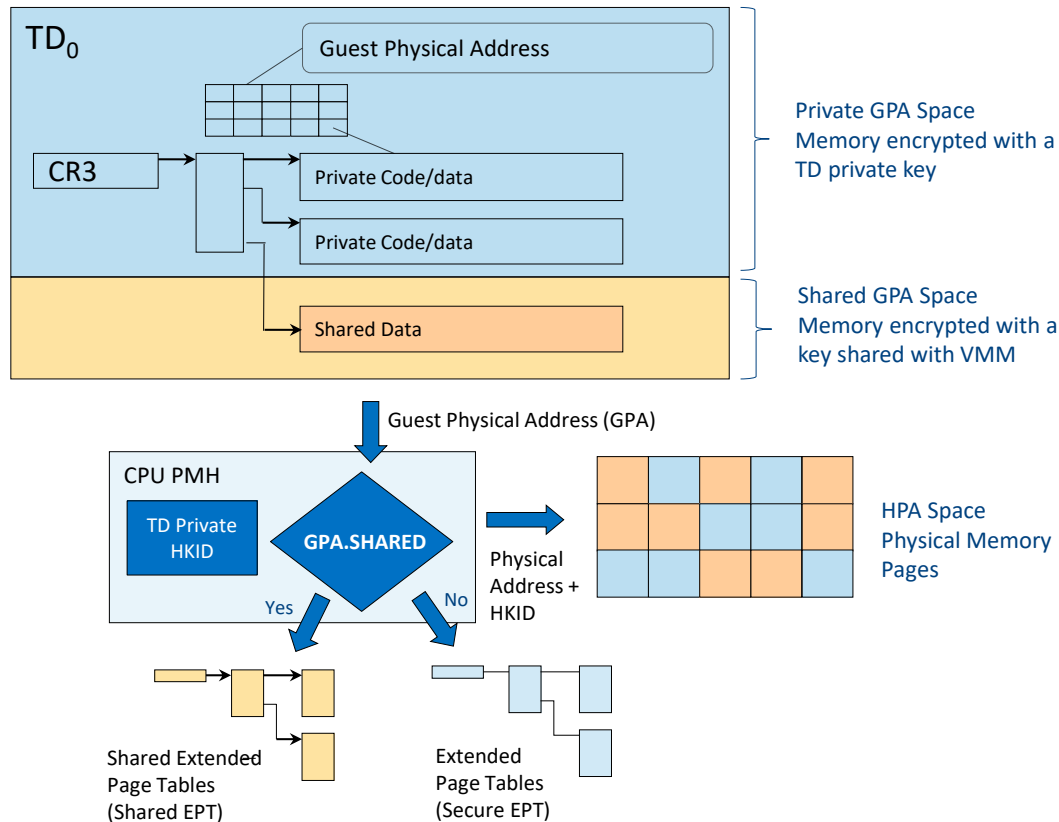 TD0
Guest Physical Address
CR3
Private Code/data
Private Code/data
Shared Data
Private GPA Space
Memory encrypted with a
TD private key
Shared GPA Space
Memory encrypted with a
key shared with VMM
Guest Physical Address (GPA)
CPU PMH
TD Private
HKID
GPA.SHARED
Yes
No
Physical
Address +
HKID
HPA Space
Physical Memory
Pages
Shared Extended
Page Tables
(Shared EPT)
Extended
Page Tables
(Secure EPT)